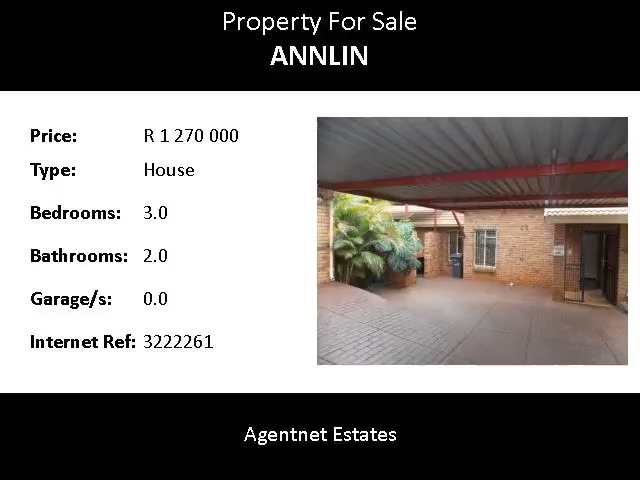 Property For Sale
ANNLIN
Price: R 1 270 000
Type: House
Bedrooms: 3.0
Bathrooms: 2.0
Garage/s: 0.0
Internet Ref: 3222261
Agentnet Estates